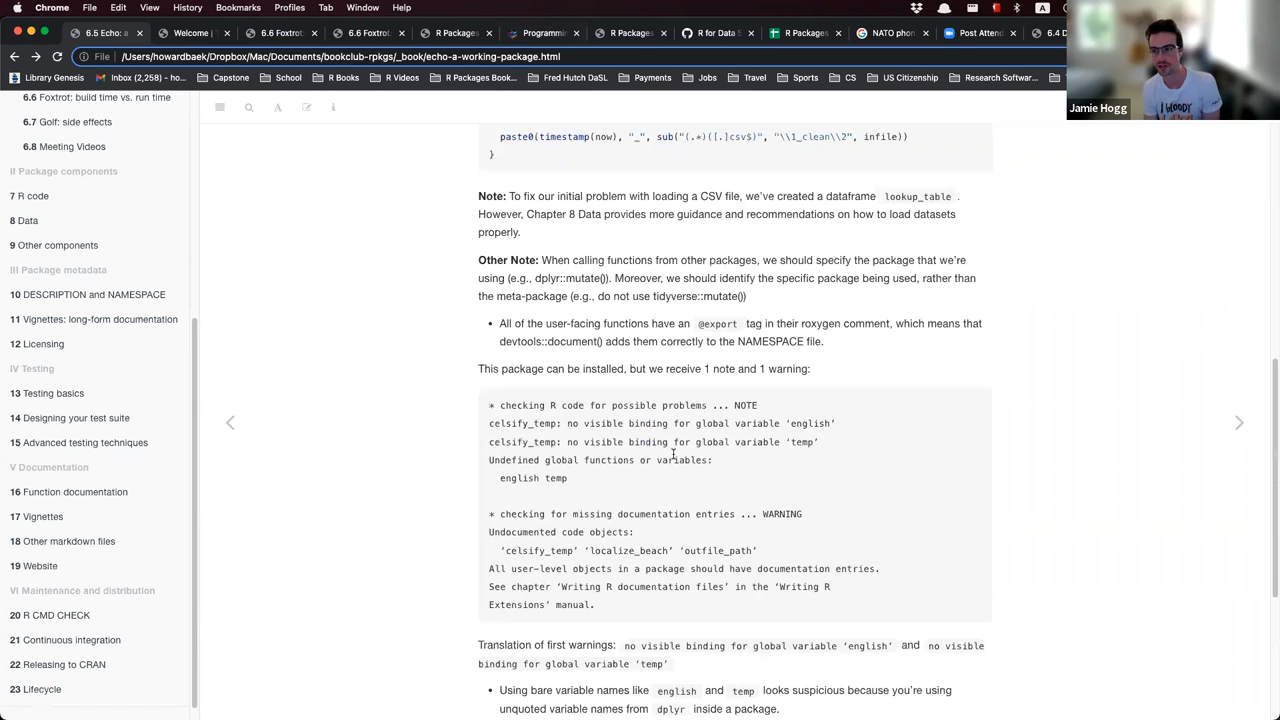 Chrome File Edit View History Bookmarks Profiles Tab Window Help
6.5 Echo: a Welcome | T 6.6 Foxtrot: 6.6 Foxtrot: R Packages Programmin R Packages R for Data S R Packages NATO phon Post Attend 6.4 D
File /Users/howardbaek/Dropbox/Mac/Documents/bookclub-rpkgs/_book/echo-a-working-package.html
Library Genesis Inbox (2,258) - ho... Capstone School R Packages R Videos R Packages Book... Fred Hutch DaSL Payments Jobs Travel Sports CS US Citizenship Research Softwar...
Jamie Hogg
I BLOODY
6.6 Foxtrot: build time vs. run time
6.7 Golf: side effects
6.8 Meeting Videos
II Package components
7 R code
8 Data
9 Other components
III Package metadata
10 DESCRIPTION and NAMESPACE
11 Vignettes: long-form documentation
12 Licensing
IV Testing
13 Testing basics
14 Designing your test suite
15 Advanced testing techniques
V Documentation
16 Function documentation
17 Vignettes
18 Other markdown files
19 Website
VI Maintenance and distribution
20 R CMD CHECK
21 Continuous integration
22 Releasing to CRAN
23 Lifecycle
paste0(timestamp(now), "_", sub("(.*)([.]csv$)", "\\1_clean\\2", infile))
}
Note: To fix our initial problem with loading a CSV file, we've created a dataframe lookup_table .
However, Chapter 8 Data provides more guidance and recommendations on how to load datasets
properly.
Other Note: When calling functions from other packages, we should specify the package that we're
using (e.g., dplyr::mutate()). Moreover, we should identify the specific package being used, rather than
the meta-package (e.g., do not use tidyverse::mutate())
• All of the user-facing functions have an @export tag in their roxygen comment, which means that
devtools::document() adds them correctly to the NAMESPACE file.
This package can be installed, but we receive 1 note and 1 warning:
* checking R code for possible problems ... NOTE
celsify_temp: no visible binding for global variable ‘english’
celsify_temp: no visible binding for global variable ‘temp’
Undefined global functions or variables:
english temp
* checking for missing documentation entries ... WARNING
Undocumented code objects:
‘celsify_temp’ ‘localize_beach’ ‘outfile_path’
All user-level objects in a package should have documentation entries.
See chapter ‘Writing R documentation files’ in the ‘Writing R
Extensions’ manual.
Translation of first warnings: no visible binding for global variable ‘english’ and no visible
binding for global variable ‘temp’
• Using bare variable names like english and temp looks suspicious because you're using
unquoted variable names from dplyr inside a package.